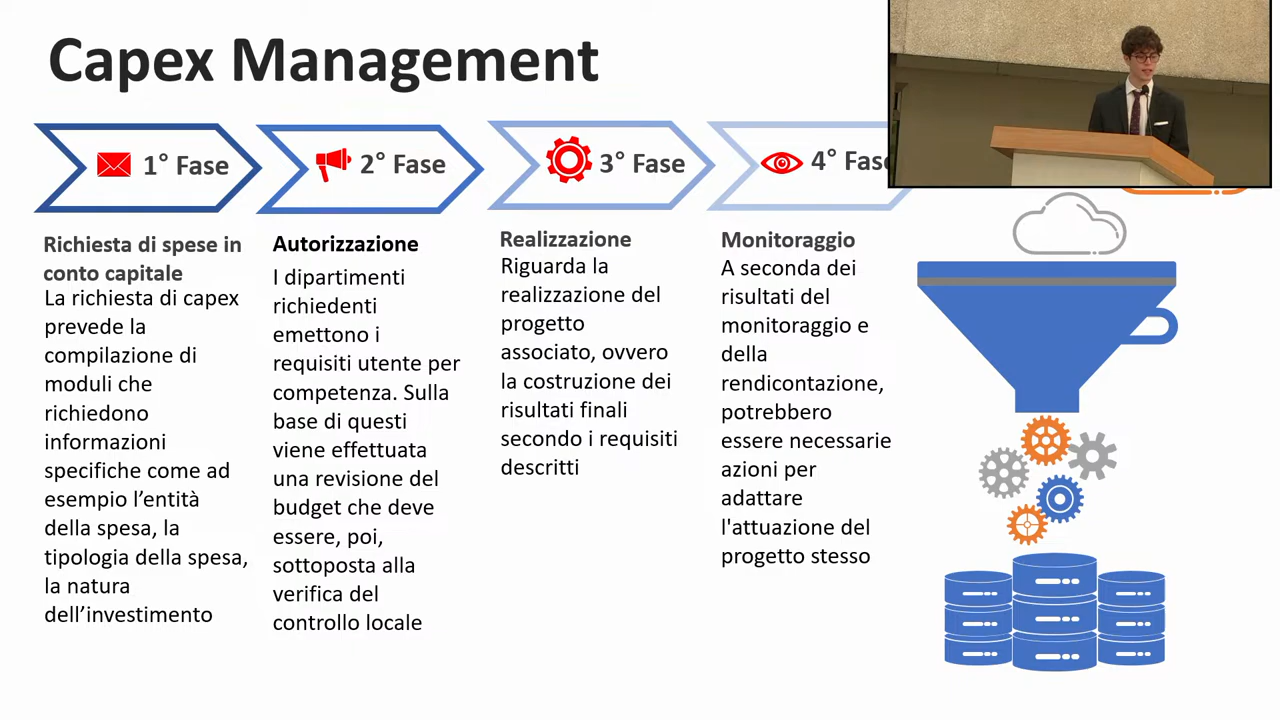 Capex Management
1° Fase
2° Fase
3° Fase
4° Fase
Richiesta di spese in
conto capitale
La richiesta di capex
prevede la
compilazione di
moduli che
richiedono
informazioni
specifiche come ad
esempio l’entità
della spesa, la
tipologia della spesa,
la natura
dell’investimento
Autorizzazione
I dipartimenti
richiedenti
emettono i
requisiti utente per
competenza. Sulla
base di questi
viene effettuata
una revisione del
budget che deve
essere, poi,
sottoposta alla
verifica del
controllo locale
Realizzazione
Riguarda la
realizzazione del
progetto
associato, ovvero
la costruzione dei
risultati finali
secondo i requisiti
descritti
Monitoraggio
A seconda dei
risultati del
monitoraggio e
della
rendicontazione,
potrebbero
essere necessarie
azioni per
adattare
l'attuazione del
progetto stesso